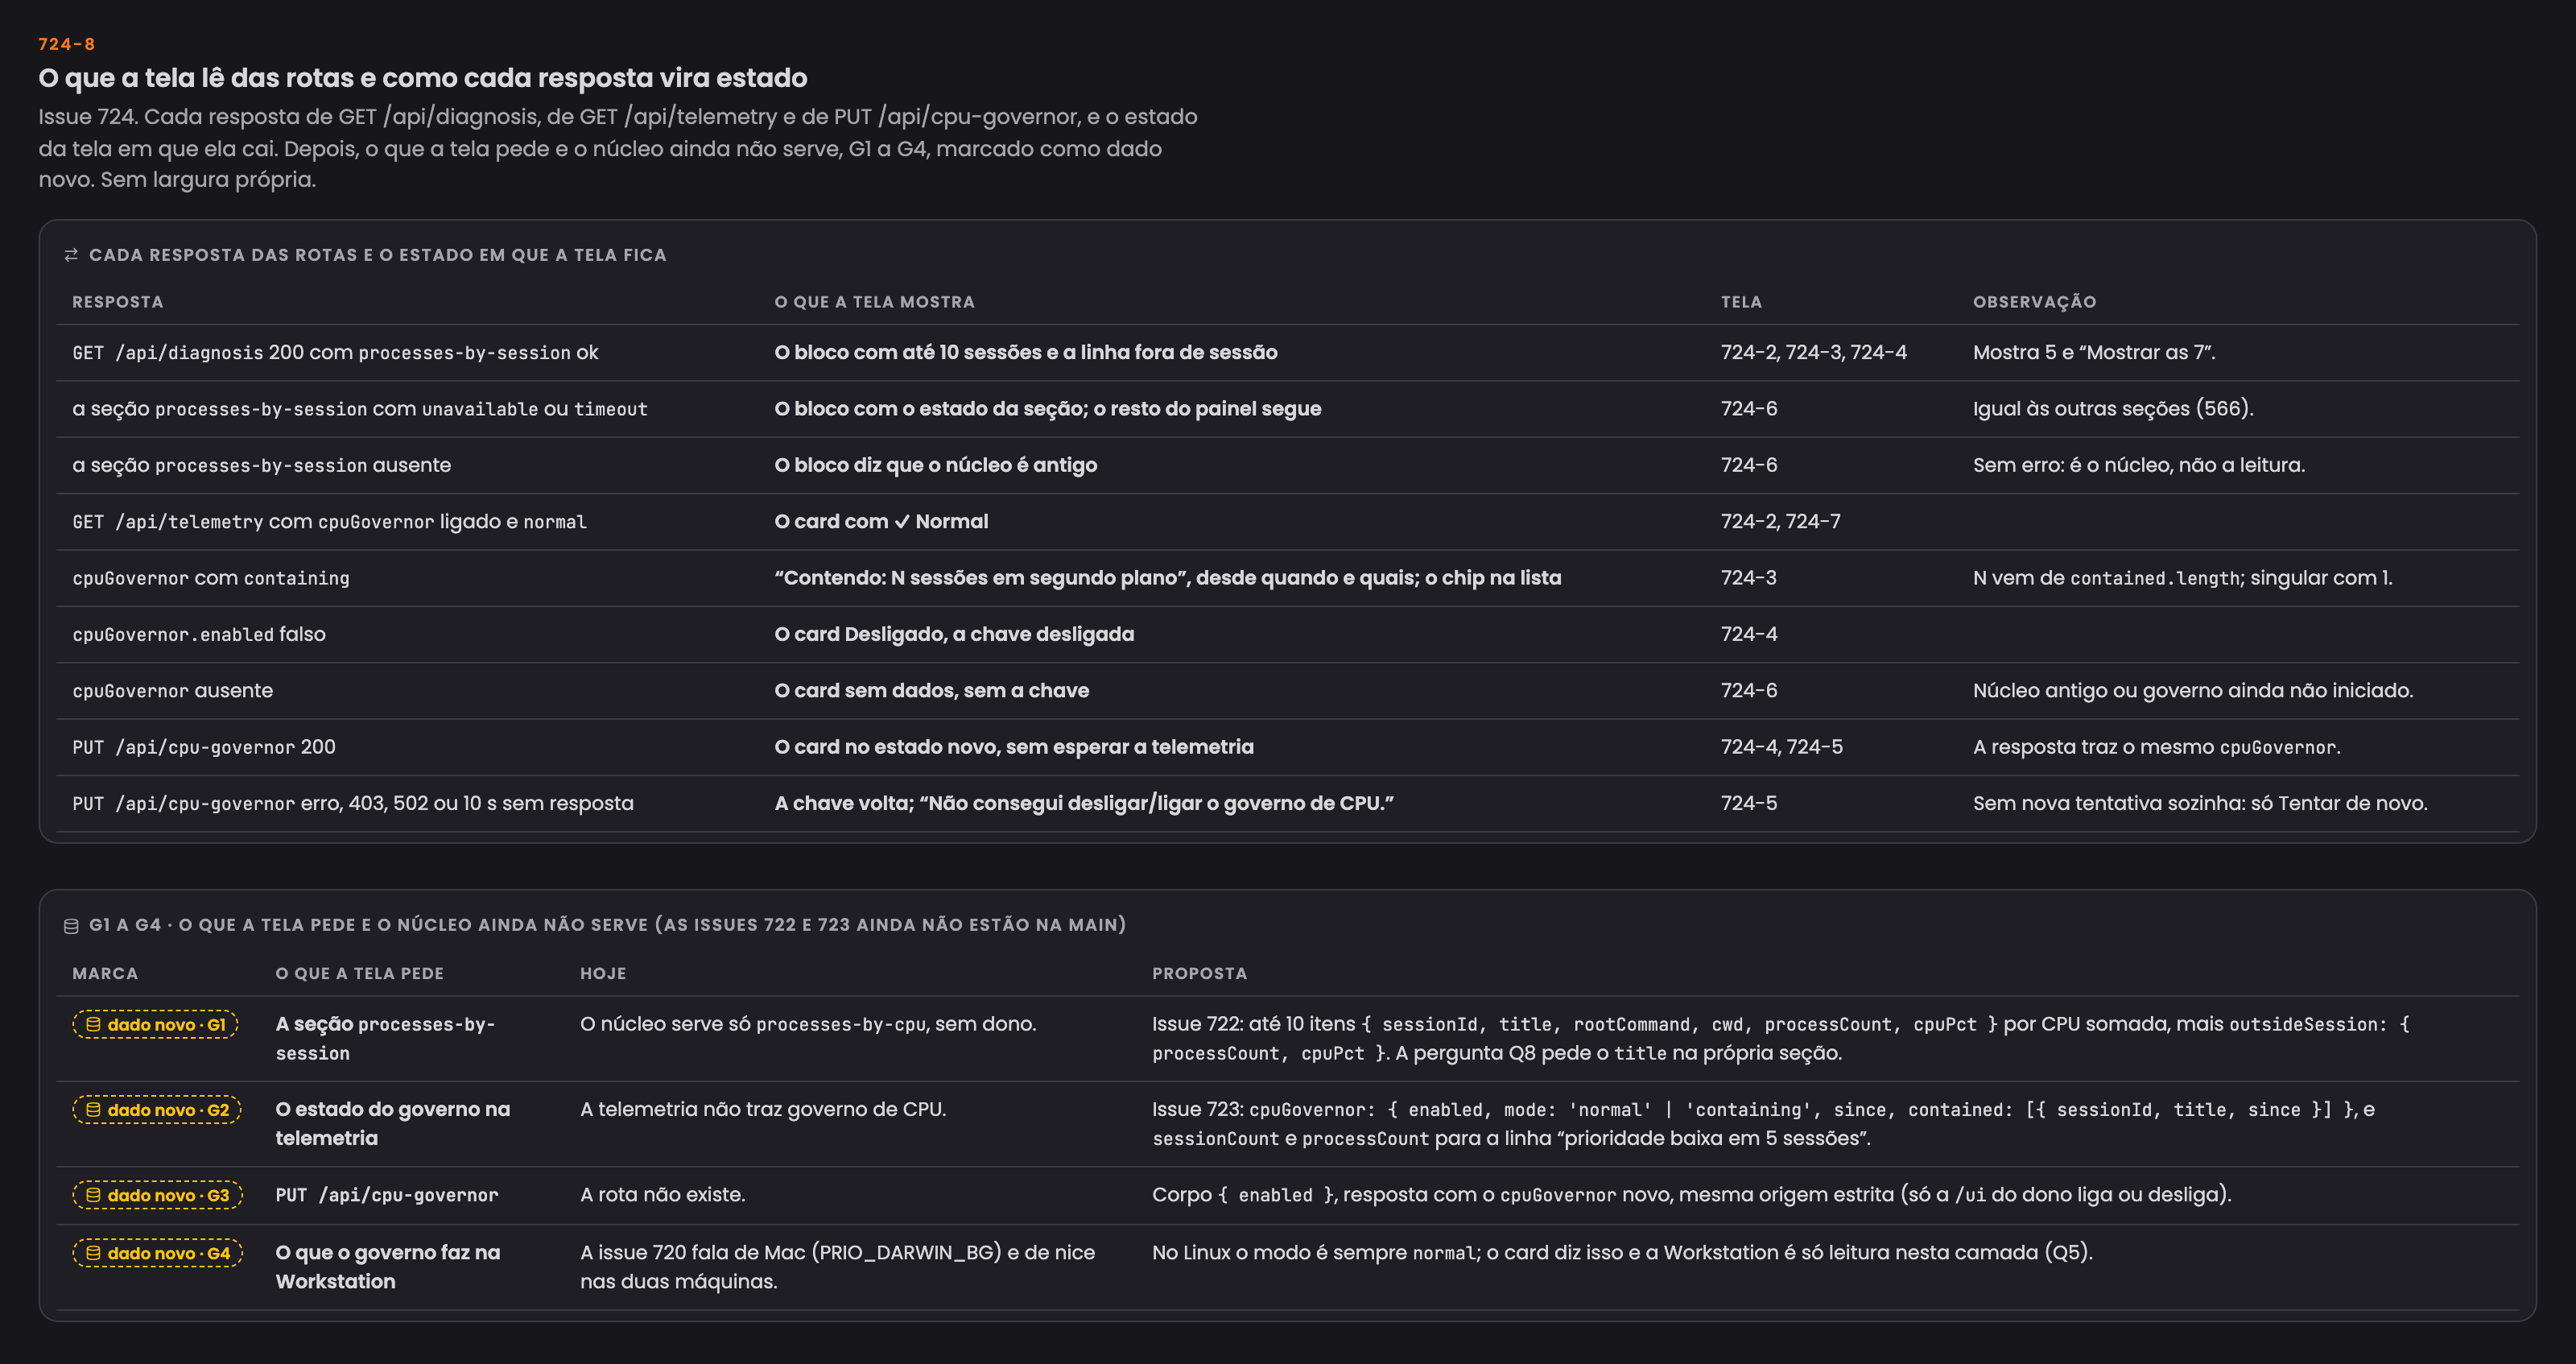 724-8
O que a tela lê das rotas e como cada resposta vira estado
Issue 724. Cada resposta de GET /api/diagnosis, de GET /api/telemetry e de PUT /api/cpu-governor, e o estado
da tela em que ela cai. Depois, o que a tela pede e o núcleo ainda não serve, G1 a G4, marcado como dado
novo. Sem largura própria.
CADA RESPOSTA DAS ROTAS E O ESTADO EM QUE A TELA FICA
RESPOSTA O QUE A TELA MOSTRA TELA OBSERVAÇÃO
GET /api/diagnosis 200 com processes-by-session ok O bloco com até 10 sessões e a linha fora de sessão 724-2, 724-3, 724-4 Mostra 5 e “Mostrar as 7”.
a seção processes-by-session com unavailable ou timeout O bloco com o estado da seção; o resto do painel segue 724-6 Igual às outras seções (566).
a seção processes-by-session ausente O bloco diz que o núcleo é antigo 724-6 Sem erro: é o núcleo, não a leitura.
GET /api/telemetry com cpuGovernor ligado e normal O card com ✓ Normal 724-2, 724-7
cpuGovernor com containing “Contendo: N sessões em segundo plano”, desde quando e quais; o chip na lista 724-3 N vem de contained.length; singular com 1.
cpuGovernor.enabled falso O card Desligado, a chave desligada 724-4
cpuGovernor ausente O card sem dados, sem a chave 724-6 Núcleo antigo ou governo ainda não iniciado.
PUT /api/cpu-governor 200 O card no estado novo, sem esperar a telemetria 724-4, 724-5 A resposta traz o mesmo cpuGovernor.
PUT /api/cpu-governor erro, 403, 502 ou 10 s sem resposta A chave volta; “Não consegui desligar/ligar o governo de CPU.” 724-5 Sem nova tentativa sozinha: só Tentar de novo.
G1 A G4 · O QUE A TELA PEDE E O NÚCLEO AINDA NÃO SERVE (AS ISSUES 722 E 723 AINDA NÃO ESTÃO NA MAIN)
MARCA O QUE A TELA PEDE HOJE PROPOSTA
dado novo · G1 A seção processes-by- O núcleo serve só processes-by-cpu, sem dono. Issue 722: até 10 itens { sessionId, title, rootCommand, cwd, processCount, cpuPct } por CPU somada, mais outsideSession: {
session processCount, cpuPct }. A pergunta Q8 pede o title na própria seção.
dado novo · G2 O estado do governo na A telemetria não traz governo de CPU. Issue 723: cpuGovernor: { enabled, mode: 'normal' | 'containing', since, contained: [{ sessionId, title, since }] }, e
telemetria sessionCount e processCount para a linha “prioridade baixa em 5 sessões”.
dado novo · G3 PUT /api/cpu-governor A rota não existe. Corpo { enabled }, resposta com o cpuGovernor novo, mesma origem estrita (só a /ui do dono liga ou desliga).
dado novo · G4 O que o governo faz na A issue 720 fala de Mac (PRIO_DARWIN_BG) e de nice No Linux o modo é sempre normal; o card diz isso e a Workstation é só leitura nesta camada (Q5).
Workstation nas duas máquinas.